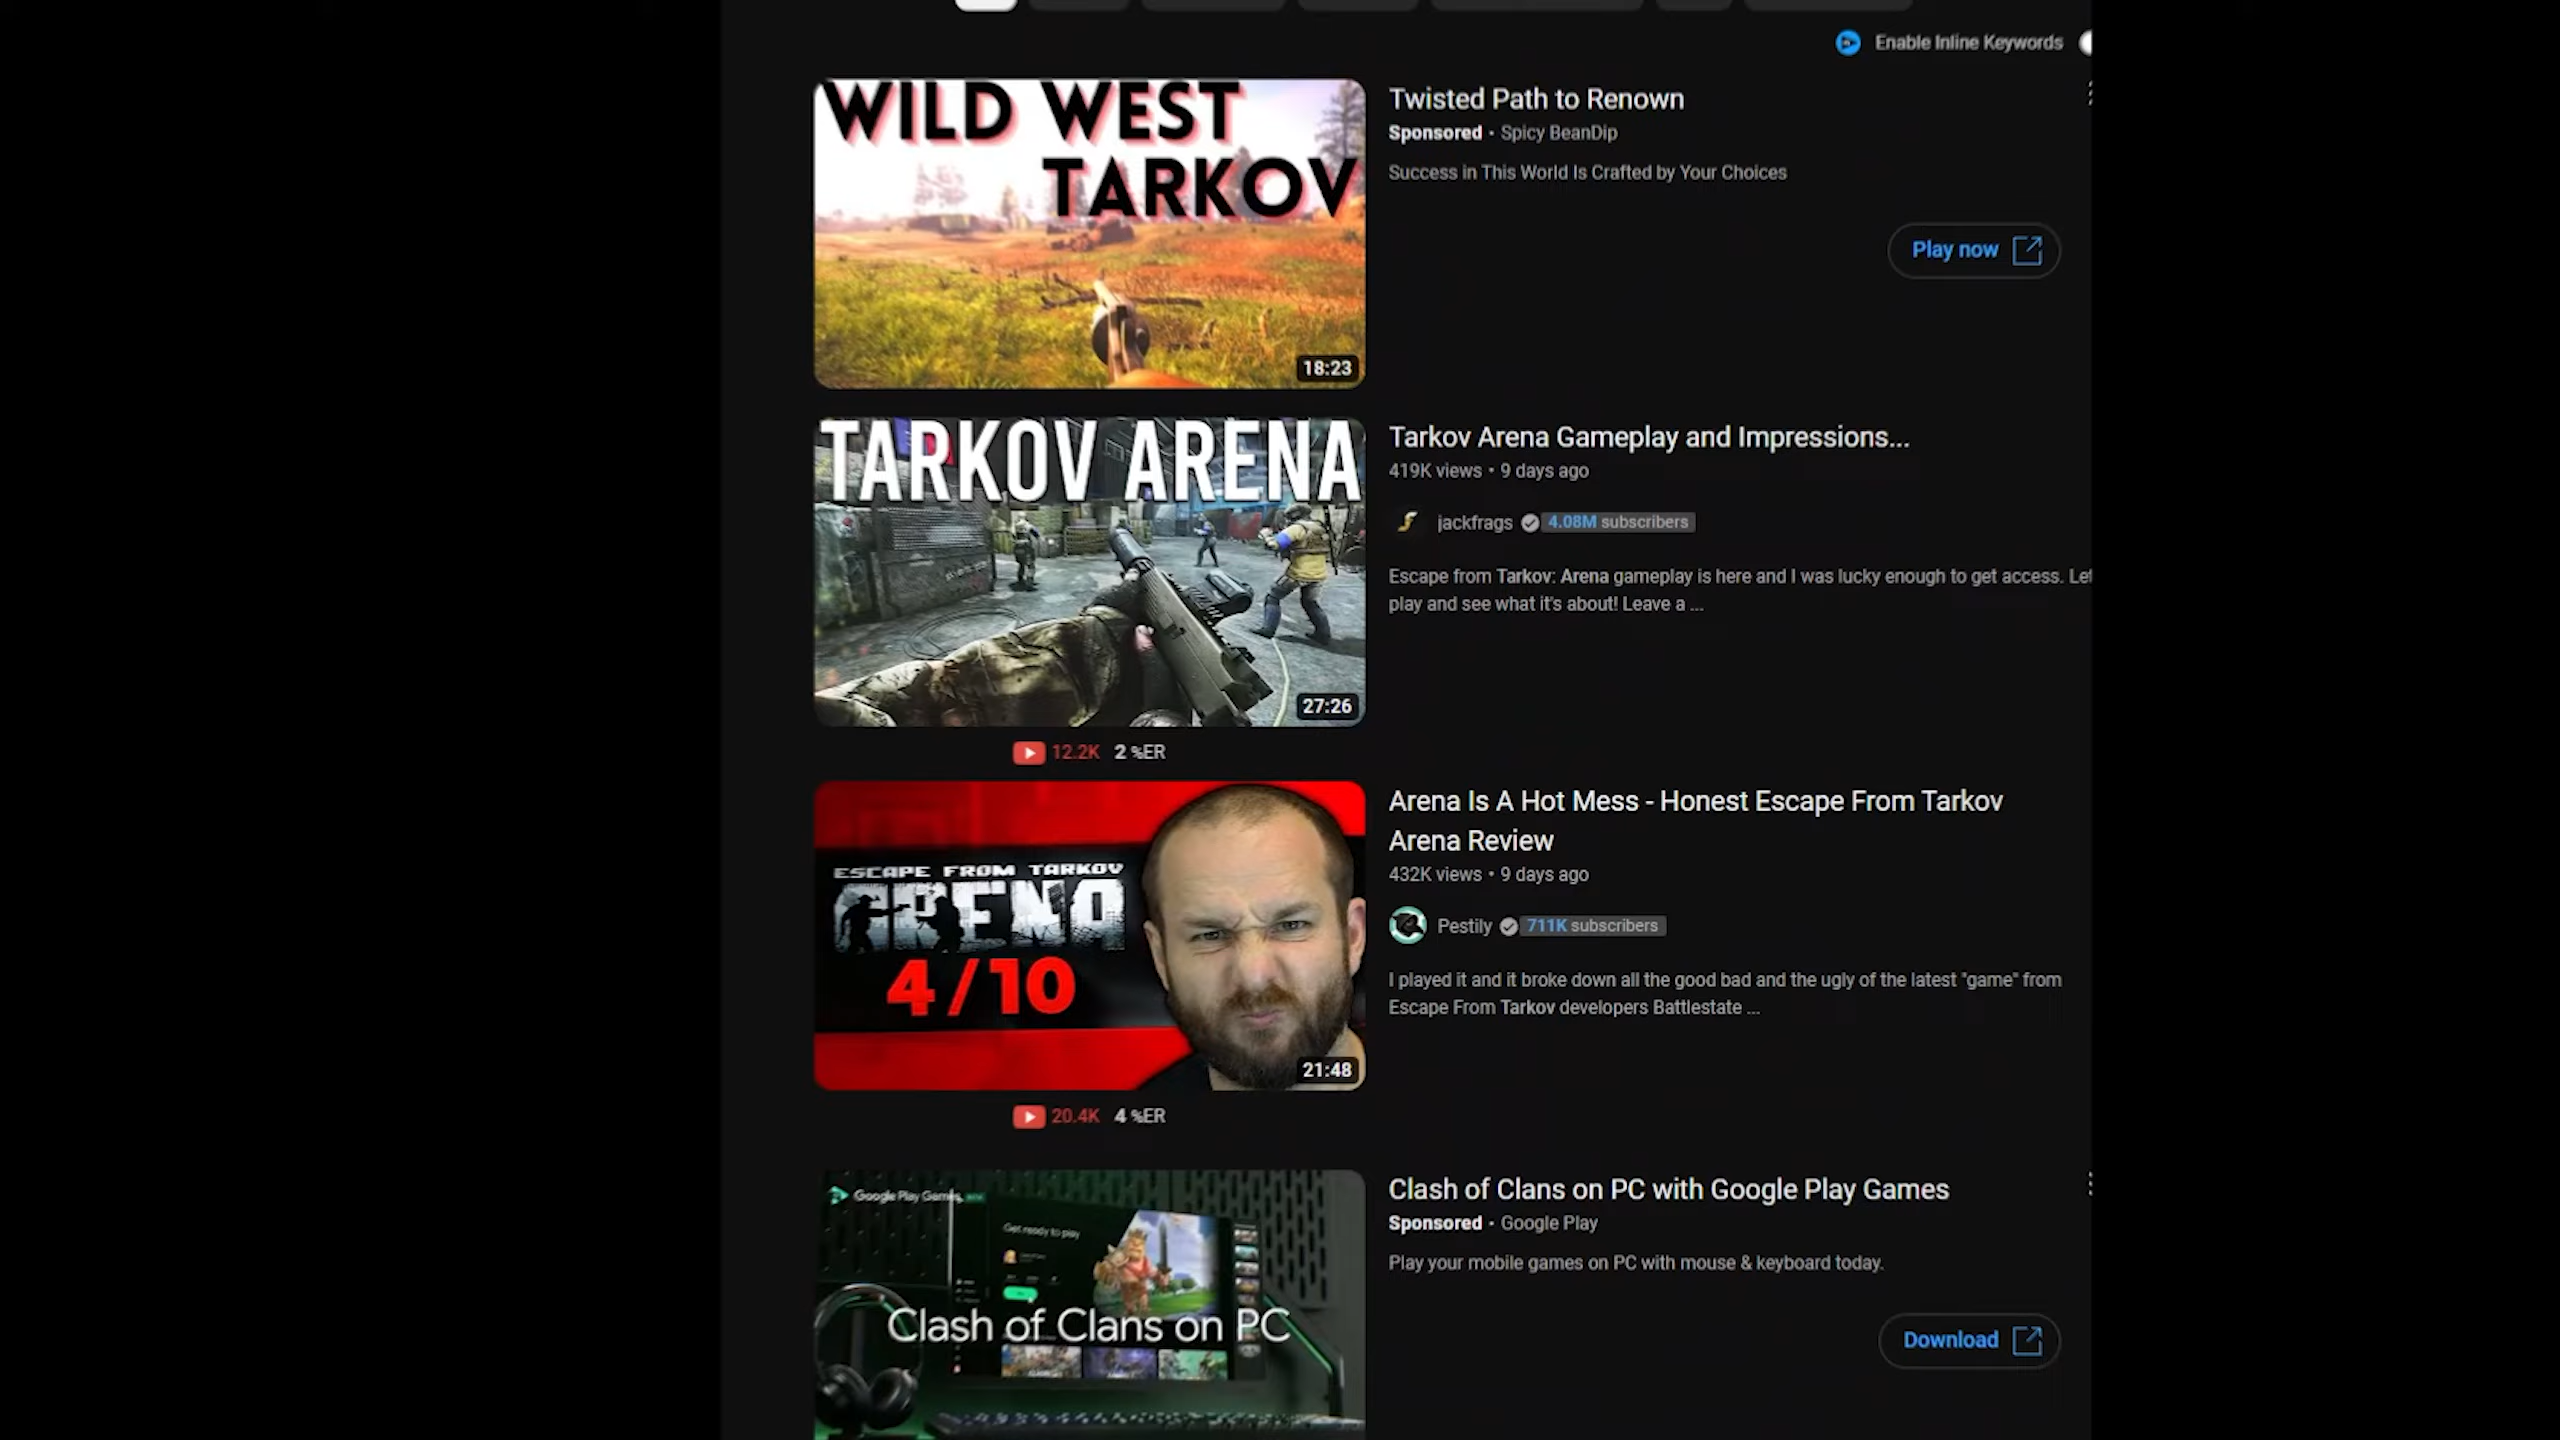 Enable Inline Keywords
WILD WEST
TARKOV
18:23
Twisted Path to Renown
Sponsored • Spicy BeanDip
Success in This World Is Crafted by Your Choices
Play now
TARKOV ARENA
27:26
12.2K 2 %ER
Tarkov Arena Gameplay and Impressions...
419K views • 9 days ago
jackfrags 4.08M subscribers
Escape from Tarkov: Arena gameplay is here and I was lucky enough to get access. Let
play and see what it's about! Leave a ...
ESCAPE FROM TARKOV
ARENA
4/10
21:48
20.4K 4 %ER
Arena Is A Hot Mess - Honest Escape From Tarkov
Arena Review
432K views • 9 days ago
Pestily 711K subscribers
I played it and it broke down all the good bad and the ugly of the latest "game" from
Escape From Tarkov developers Battlestate ...
Google Play Games BETA
Get ready to play
Clash of Clans on PC
Clash of Clans on PC with Google Play Games
Sponsored • Google Play
Play your mobile games on PC with mouse & keyboard today.
Download